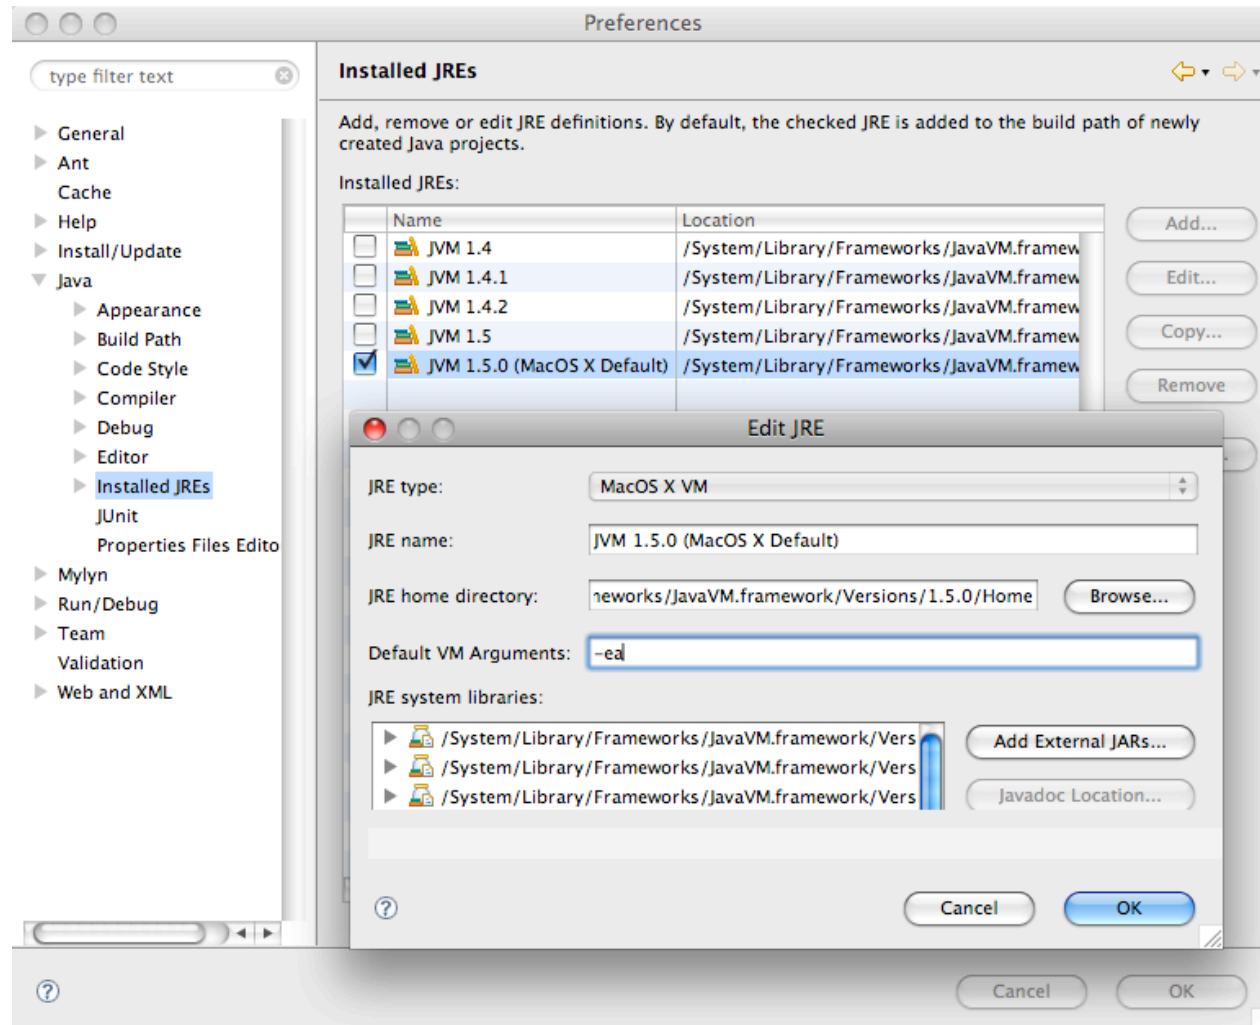 Preferences
type filter text
General
Ant
Cache
Help
Install/Update
Java
Appearance
Build Path
Code Style
Compiler
Debug
Editor
Installed JREs
JUnit
Properties Files Edito
Mylyn
Run/Debug
Team
Validation
Web and XML
Installed JREs
Add, remove or edit JRE definitions. By default, the checked JRE is added to the build path of newly
created Java projects.
Installed JREs:
Name Location
JVM 1.4 /System/Library/Frameworks/JavaVM.framew
JVM 1.4.1 /System/Library/Frameworks/JavaVM.framew
JVM 1.4.2 /System/Library/Frameworks/JavaVM.framew
JVM 1.5 /System/Library/Frameworks/JavaVM.framew
JVM 1.5.0 (MacOS X Default) /System/Library/Frameworks/JavaVM.framew
Add...
Edit...
Copy...
Remove
Edit JRE
JRE type: MacOS X VM
JRE name: JVM 1.5.0 (MacOS X Default)
JRE home directory: neworks/JavaVM.framework/Versions/1.5.0/Home Browse...
Default VM Arguments: -ea
JRE system libraries:
/System/Library/Frameworks/JavaVM.framework/Vers
/System/Library/Frameworks/JavaVM.framework/Vers
/System/Library/Frameworks/JavaVM.framework/Vers
Add External JARs...
Javadoc Location...
? Cancel OK
? Cancel OK